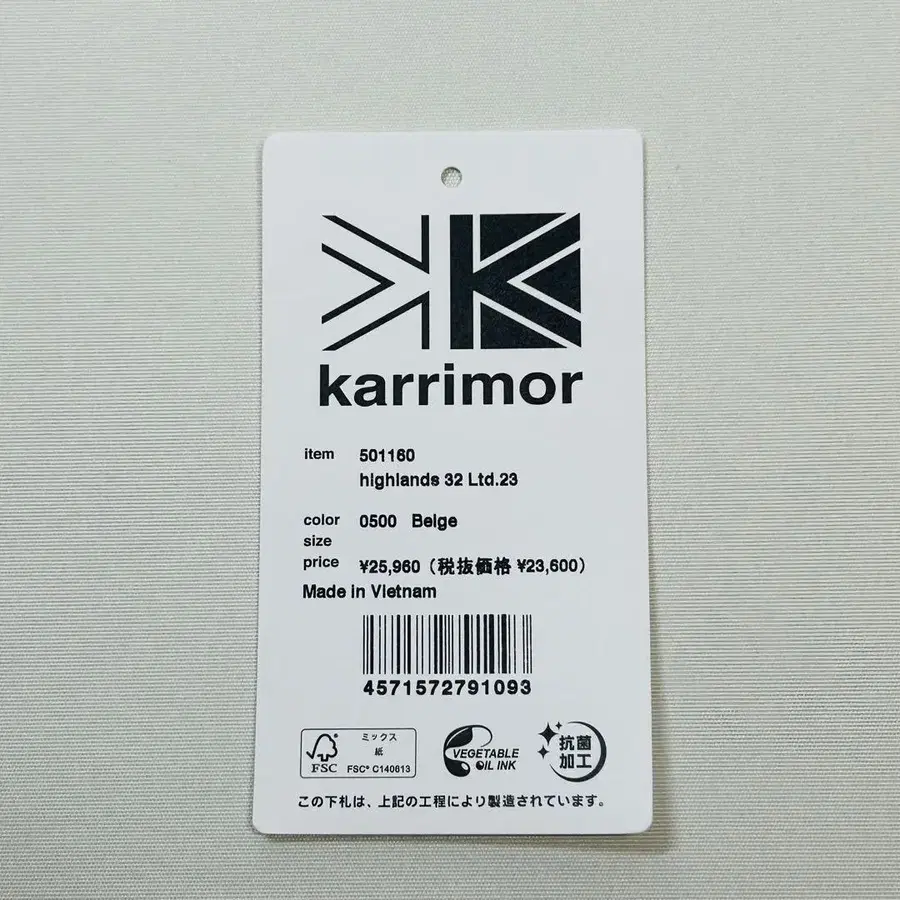 karrimor
item 501160
highlands 32 Ltd.23
color 0500 Beige
size
price ¥25,960（税抜価格 ¥23,600）
Made in Vietnam
4571572791093
ミックス
紙
FSC
FSC® C140613
VEGETABLE
OIL INK
抗菌
加工
この下札は、上記の工程により製造されています。